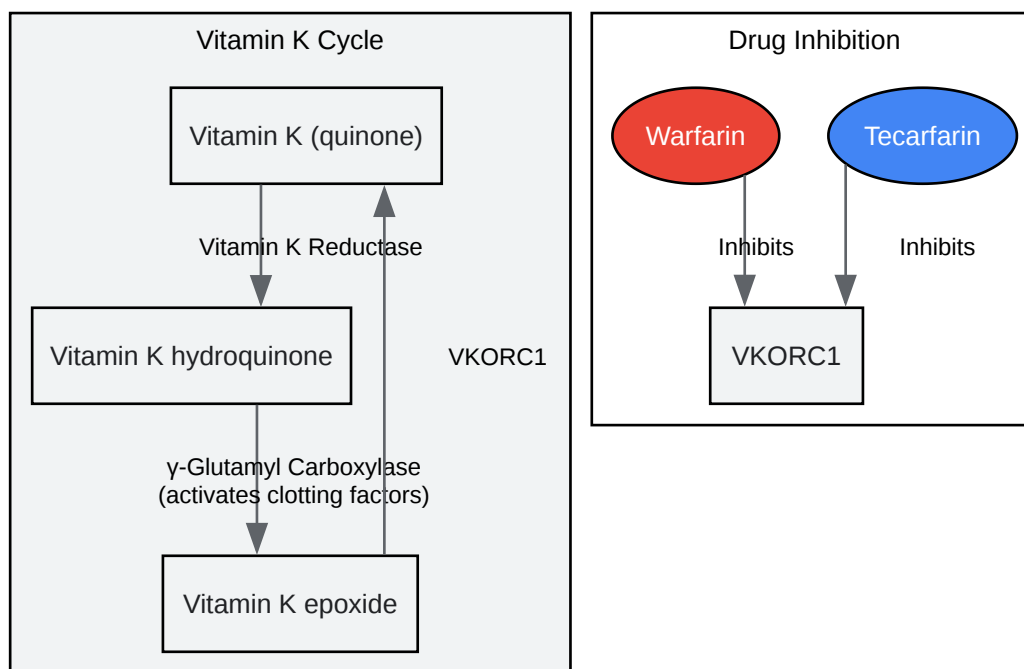 Vitamin K Cycle
Vitamin K (quinone)
Vitamin K Reductase
Vitamin K hydroquinone
VKORC1
γ-Glutamyl Carboxylase
(activates clotting factors)
Vitamin K epoxide
Drug Inhibition
Warfarin
Tecarfarin
Inhibits
Inhibits
VKORC1